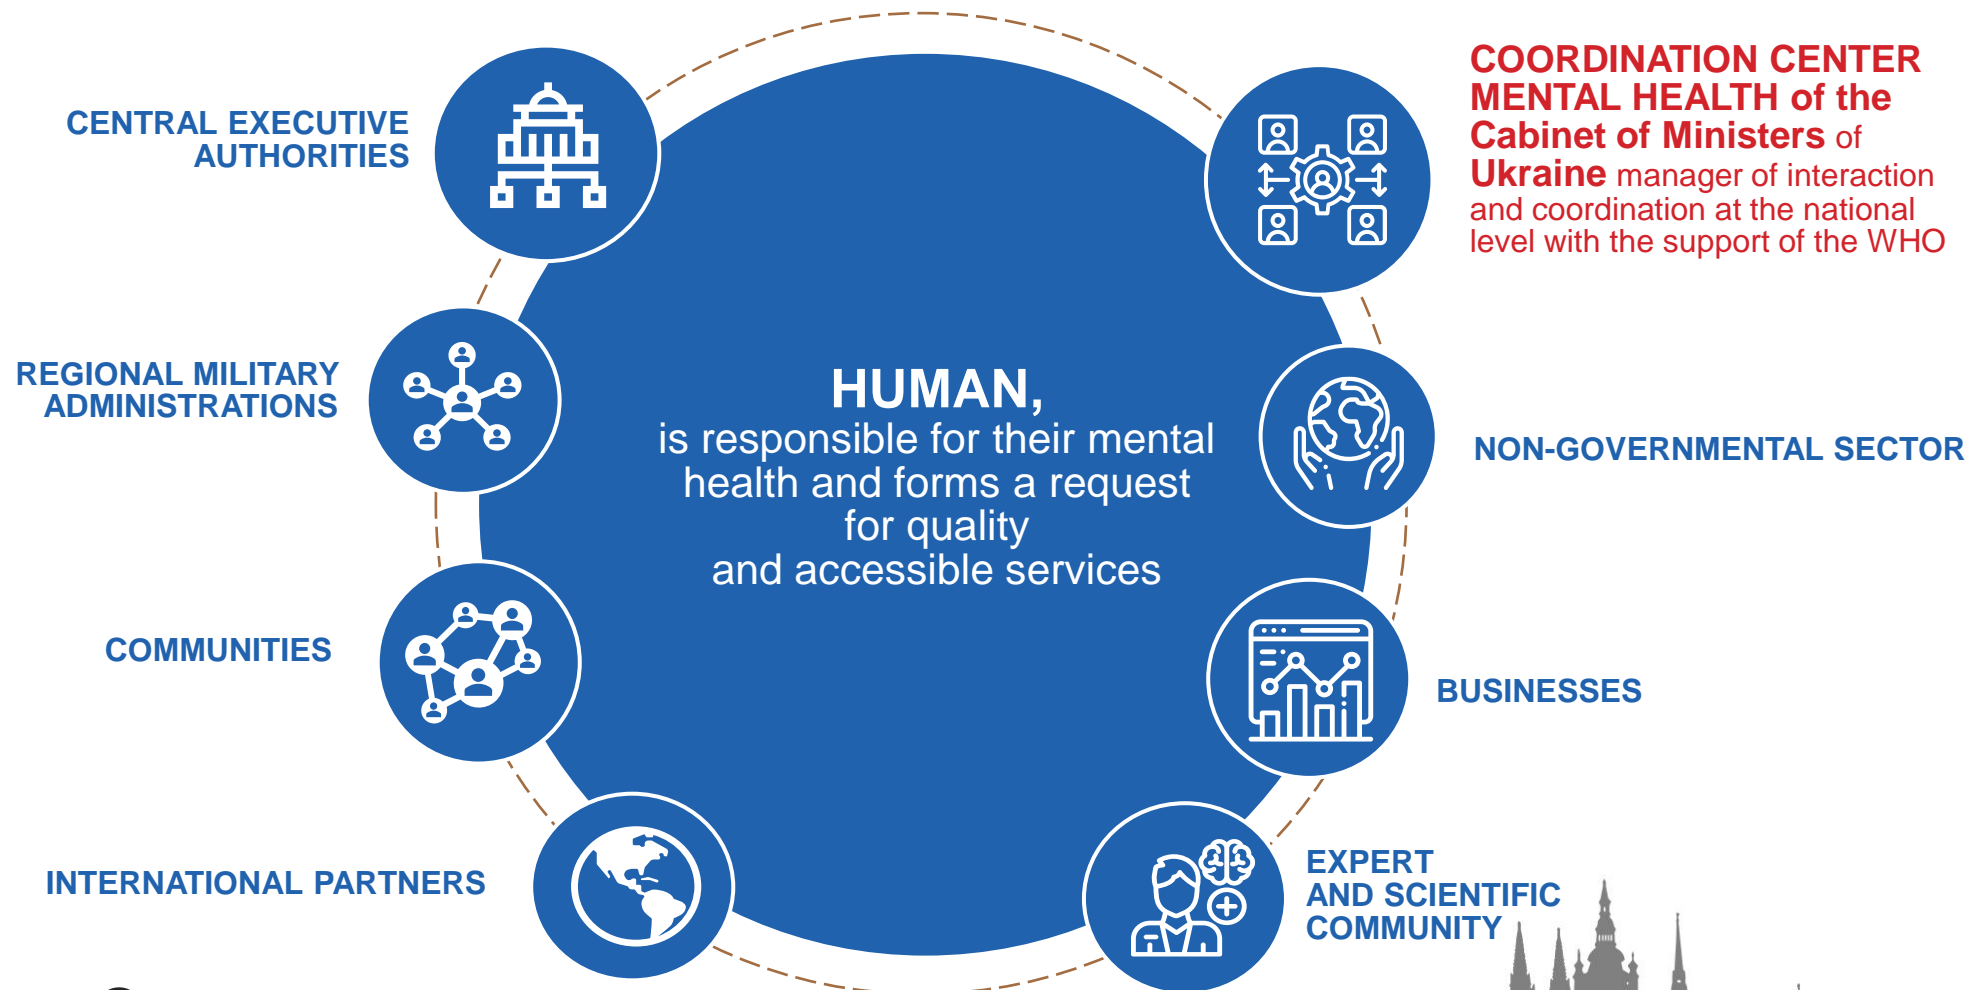 CENTRAL EXECUTIVE
AUTHORITIES
COORDINATION CENTER
MENTAL HEALTH of the
Cabinet of Ministers of
Ukraine manager of interaction
and coordination at the national
level with the support of the WHO
REGIONAL MILITARY
ADMINISTRATIONS
HUMAN,
is responsible for their mental
health and forms a request
for quality
and accessible services
NON-GOVERNMENTAL SECTOR
COMMUNITIES
BUSINESSES
INTERNATIONAL PARTNERS
EXPERT
AND SCIENTIFIC
COMMUNITY